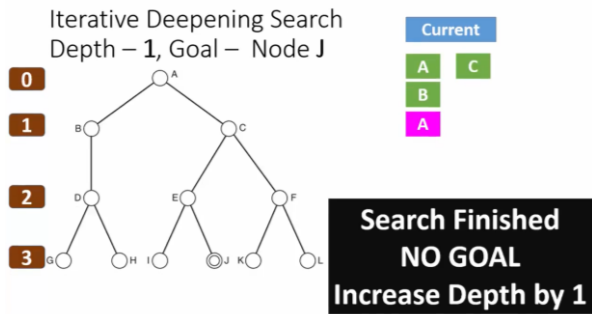 Iterative Deepening Search
Depth – 1, Goal – Node J
Current
A C
B
A
0
A
1
B C
2
D E F
3
G H I J K L
Search Finished
NO GOAL
Increase Depth by 1